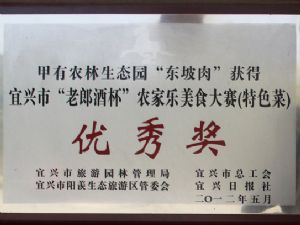 甲有农林生态园“东坡肉”获得
宜兴市“老郎酒杯”农家乐美食大赛(特色菜)
优秀奖
宜兴市旅游园林管理局 宜兴市总工会
宜兴市阳羡生态旅游区管委会 宜兴日报社
二〇一二年五月